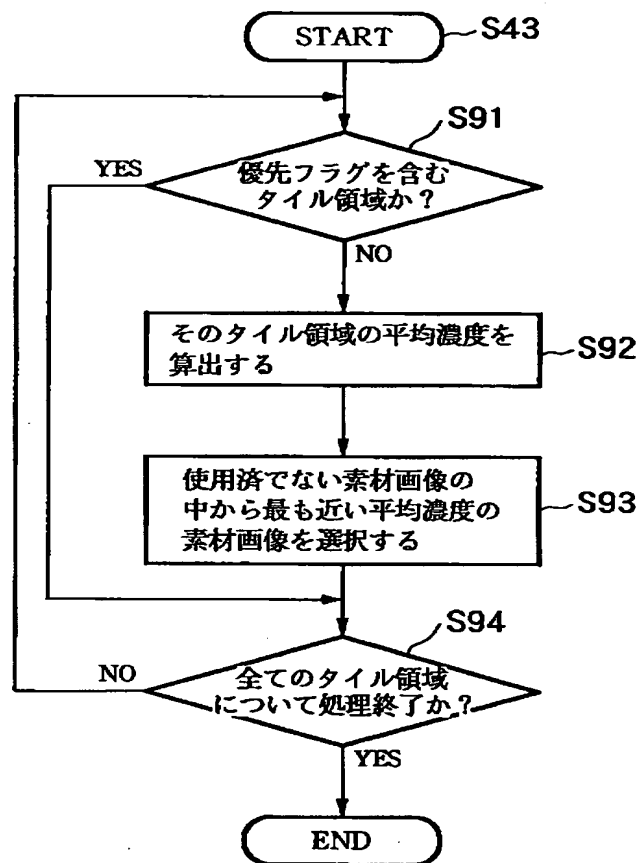 START
S43
S91
YES
優先フラグを含む
タイル領域か？
NO
そのタイル領域の平均濃度を
算出する
S92
使用済でない素材画像の
中から最も近い平均濃度の
素材画像を選択する
S93
S94
NO
全てのタイル領域
について処理終了か？
YES
END